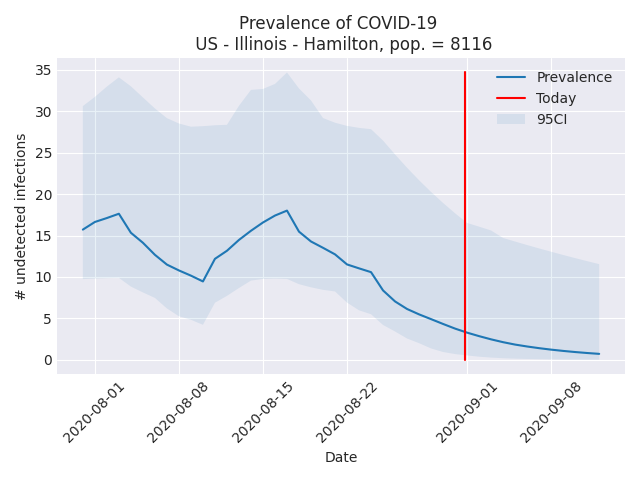 Prevalence of COVID-19
US - Illinois - Hamilton, pop. = 8116
35
30
25
20
15
10
5
0
# undetected infections
Prevalence
Today
95CI
2020-08-01
2020-08-08
2020-08-15
2020-08-22
2020-09-01
2020-09-08
Date